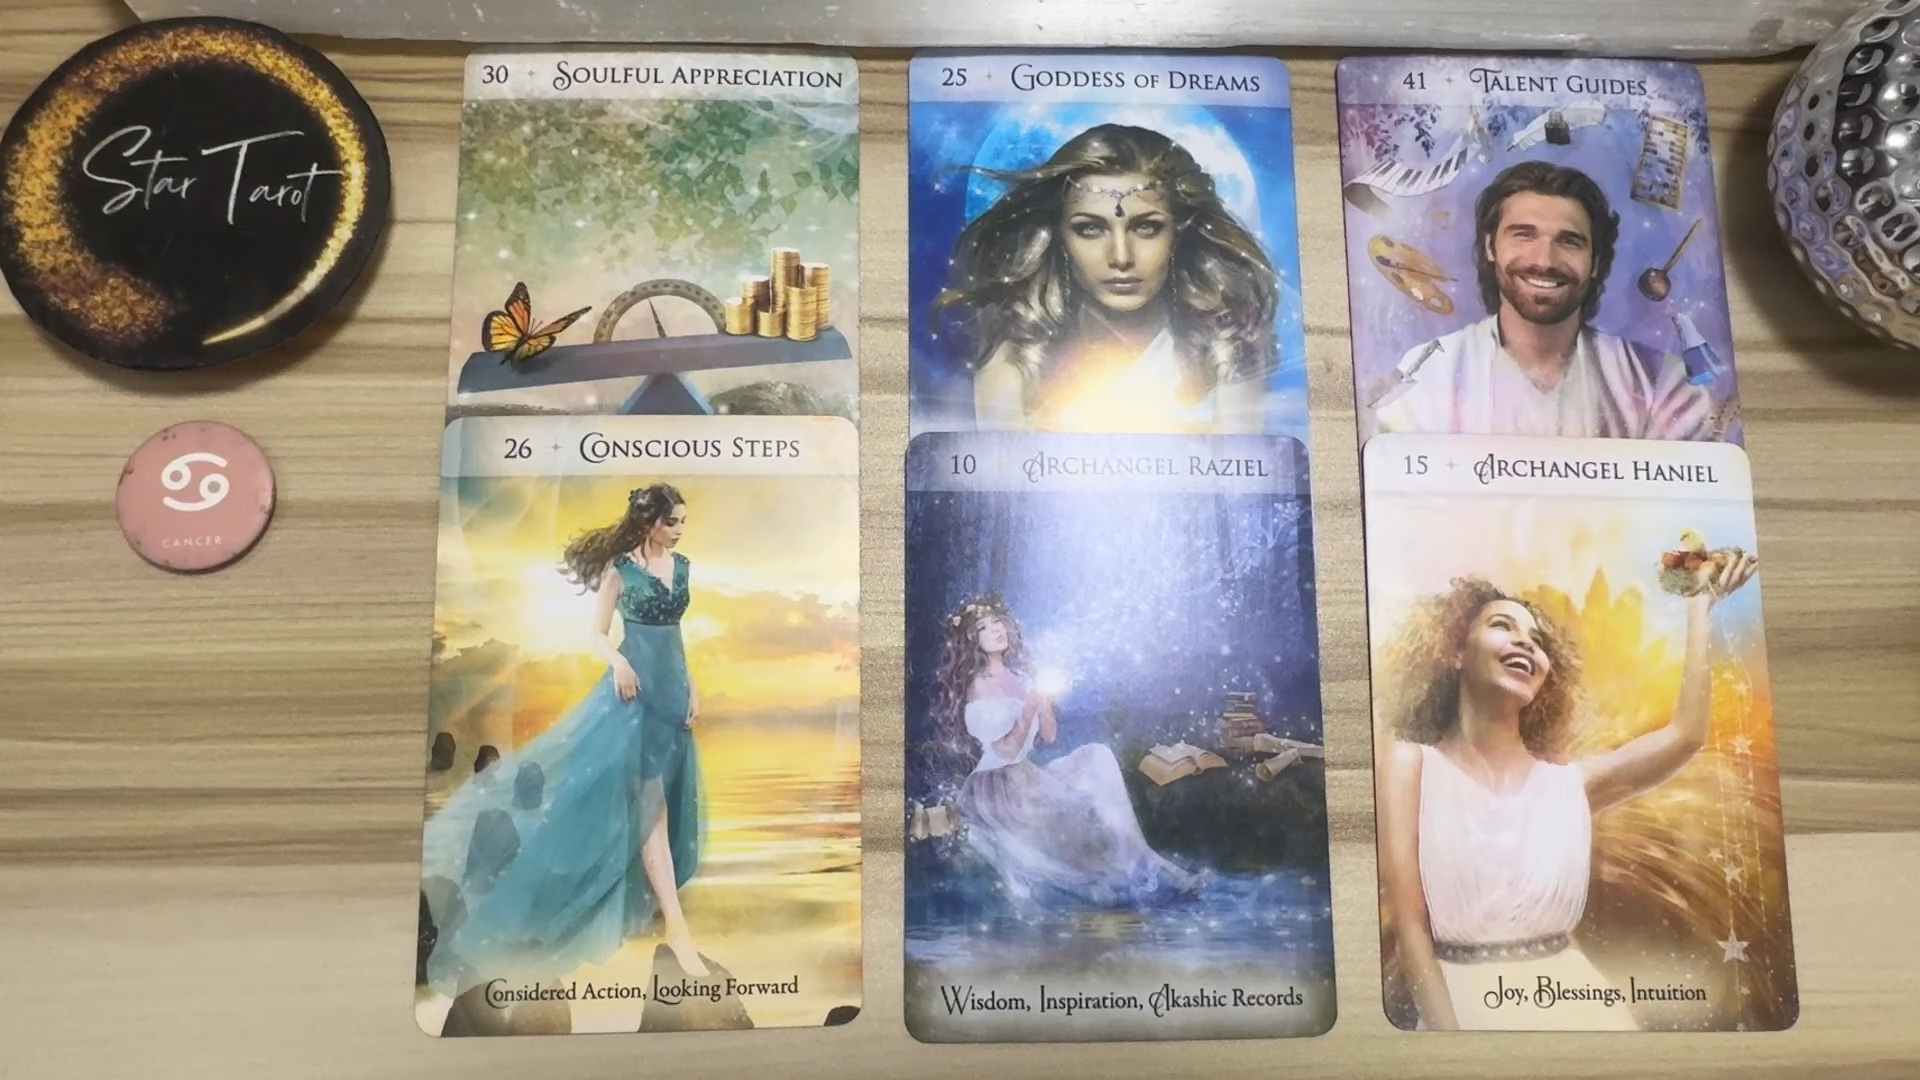 Star Tarot
CANCER
30 SOULFUL APPRECIATION
25 GODDESS OF DREAMS
41 TALENT GUIDES
26 CONSCIOUS STEPS
Considered Action, Looking Forward
10 ARCHANGEL RAZIEL
Wisdom, Inspiration, Akashic Records
15 ARCHANGEL HANIEL
Joy, Blessings, Intuition